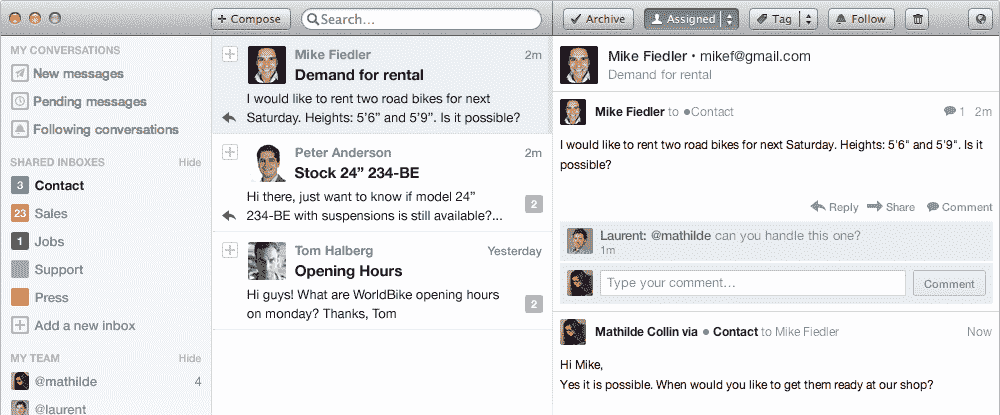 + Compose
Search...
Archive
Assigned
Tag
Follow
MY CONVERSATIONS
New messages
Pending messages
Following conversations
SHARED INBOXES Hide
3 Contact
23 Sales
1 Jobs
Support
Press
Add a new inbox
MY TEAM Hide
@mathilde 4
@laurent
Mike Fiedler 2m
Demand for rental
I would like to rent two road bikes for next
Saturday. Heights: 5’6” and 5’9”. Is it possible?
Peter Anderson 2m
Stock 24” 234-BE
Hi there, just want to know if model 24”
234-BE with suspensions is still available?...
2
Tom Halberg Yesterday
Opening Hours
Hi guys! What are WorldBike opening hours
on monday? Thanks, Tom
2
Mike Fiedler • mikef@gmail.com
Demand for rental
Mike Fiedler to •Contact 1 2m
I would like to rent two road bikes for next Saturday. Heights: 5'6" and 5'9". Is it
possible?
Reply Share Comment
Laurent: @mathilde can you handle this one?
1m
Type your comment... Comment
Mathilde Collin via • Contact to Mike Fiedler Now
Hi Mike,
Yes it is possible. When would you like to get them ready at our shop?